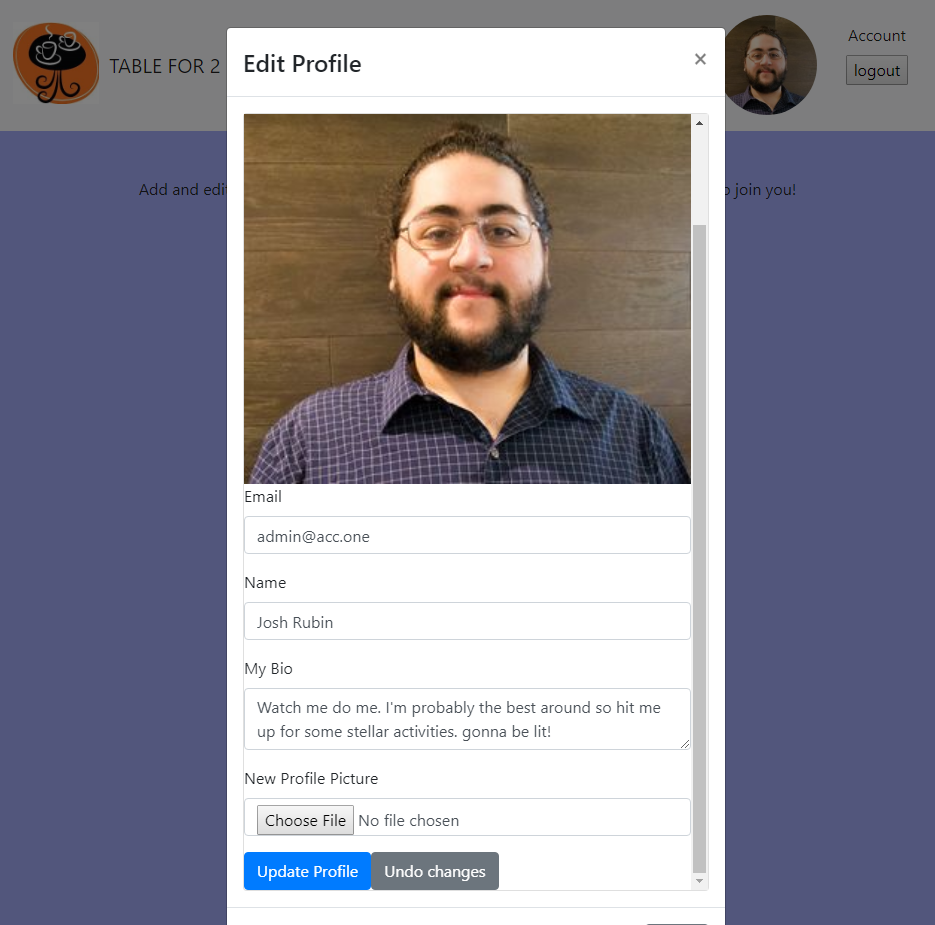 TABLE FOR 2
Edit Profile
×
Account
logout
Add and edi
o join you!
Email
admin@acc.one
Name
Josh Rubin
My Bio
Watch me do me. I'm probably the best around so hit me
up for some stellar activities. gonna be lit!
New Profile Picture
Choose File No file chosen
Update Profile Undo changes